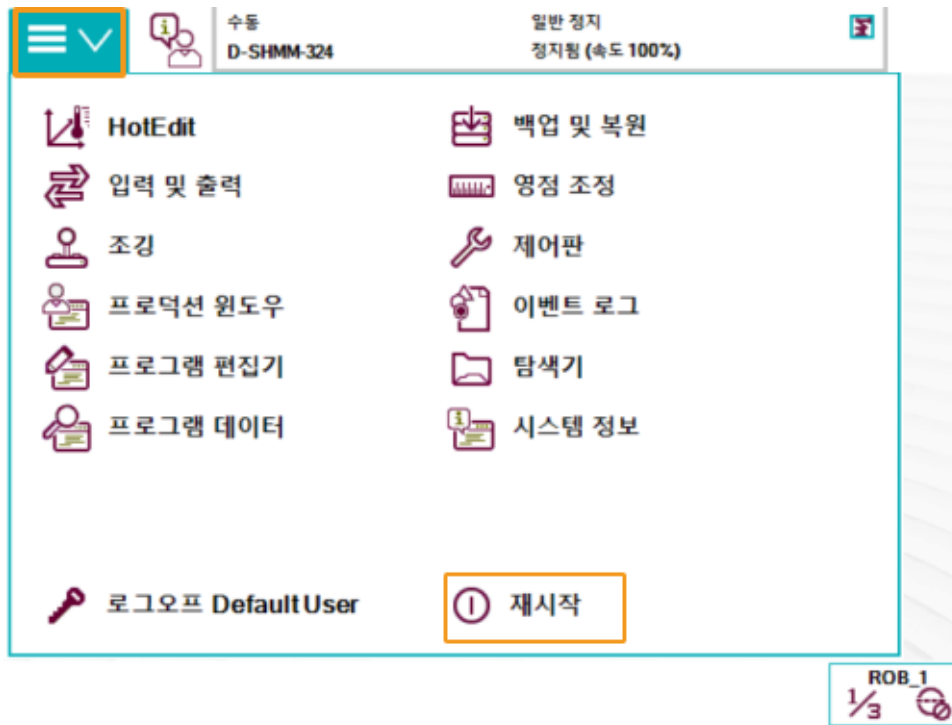 수동
일반 정지
D-SHMM-324
정지됨 (속도 100%)
HotEdit
백업 및 복원
입력 및 출력
영점 조정
조깅
제어판
프로덕션 윈도우
이벤트 로그
프로그램 편집기
탐색기
프로그램 데이터
시스템 정보
로그오프 Default User
재시작
ROB_1
1/3